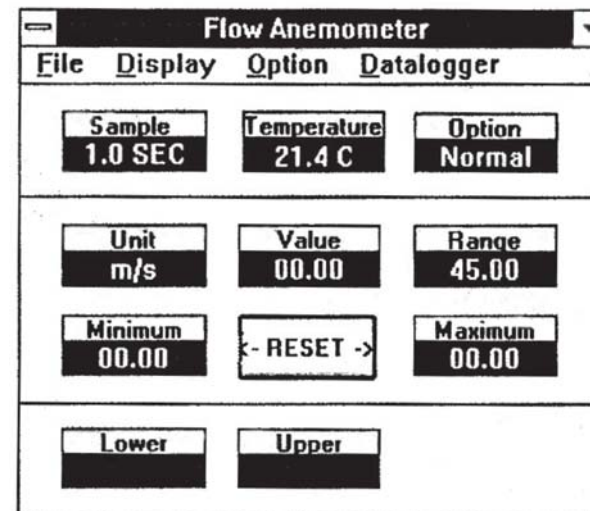 Flow Anemometer
File Display Option Datalogger
Sample Temperature Option
1.0 SEC 21.4 C Normal
Unit Value Range
m/s 00.00 45.00
Minimum <- RESET -> Maximum
00.00 00.00
Lower Upper